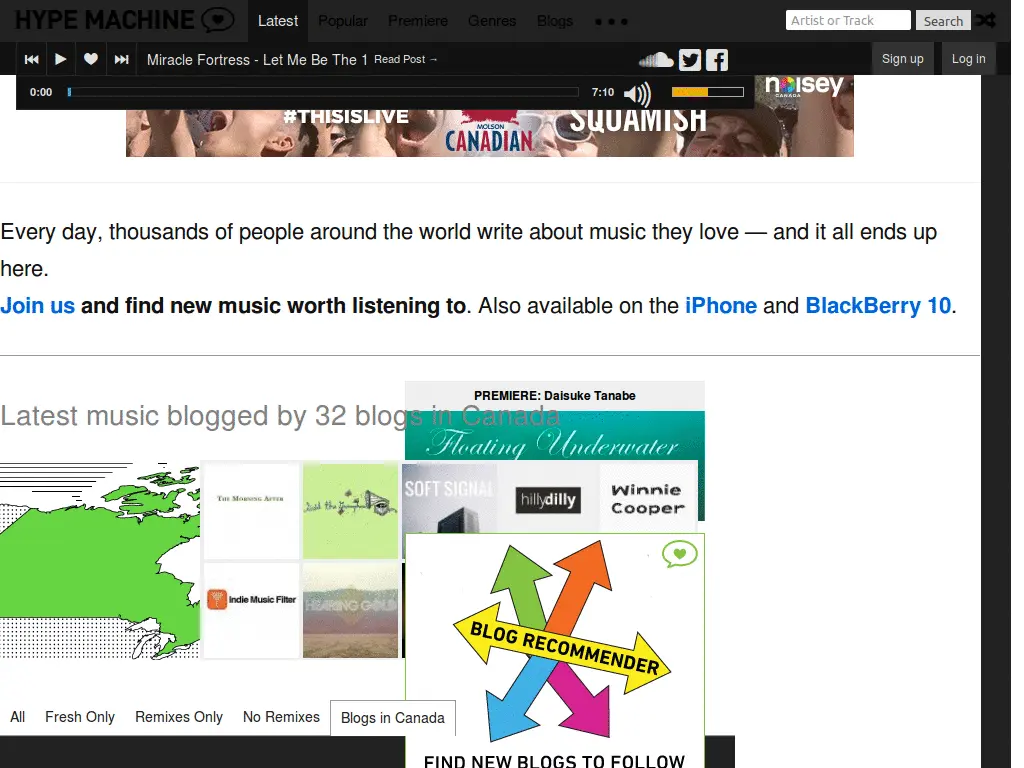 HYPE MACHINE Latest Popular Premiere Genres Blogs ••• Artist or Track Search
Miracle Fortress - Let Me Be The 1 Read Post → Sign up Log in
0:00 7:10 noisey
CANADA
#THISISLIVE MOLSON CANADIAN SQUAMISH
Every day, thousands of people around the world write about music they love — and it all ends up
here.
Join us and find new music worth listening to. Also available on the iPhone and BlackBerry 10.
PREMIERE: Daisuke Tanabe
Latest music blogged by 32 blogs in Canada
Floating Underwater
THE MORNING AFTER
SOFT SIGNAL
hillydilly
Winnie
Cooper
Indie Music Filter
HEARING GOLD
BLOG RECOMMENDER
All Fresh Only Remixes Only No Remixes Blogs in Canada
FIND NEW BLOGS TO FOLLOW